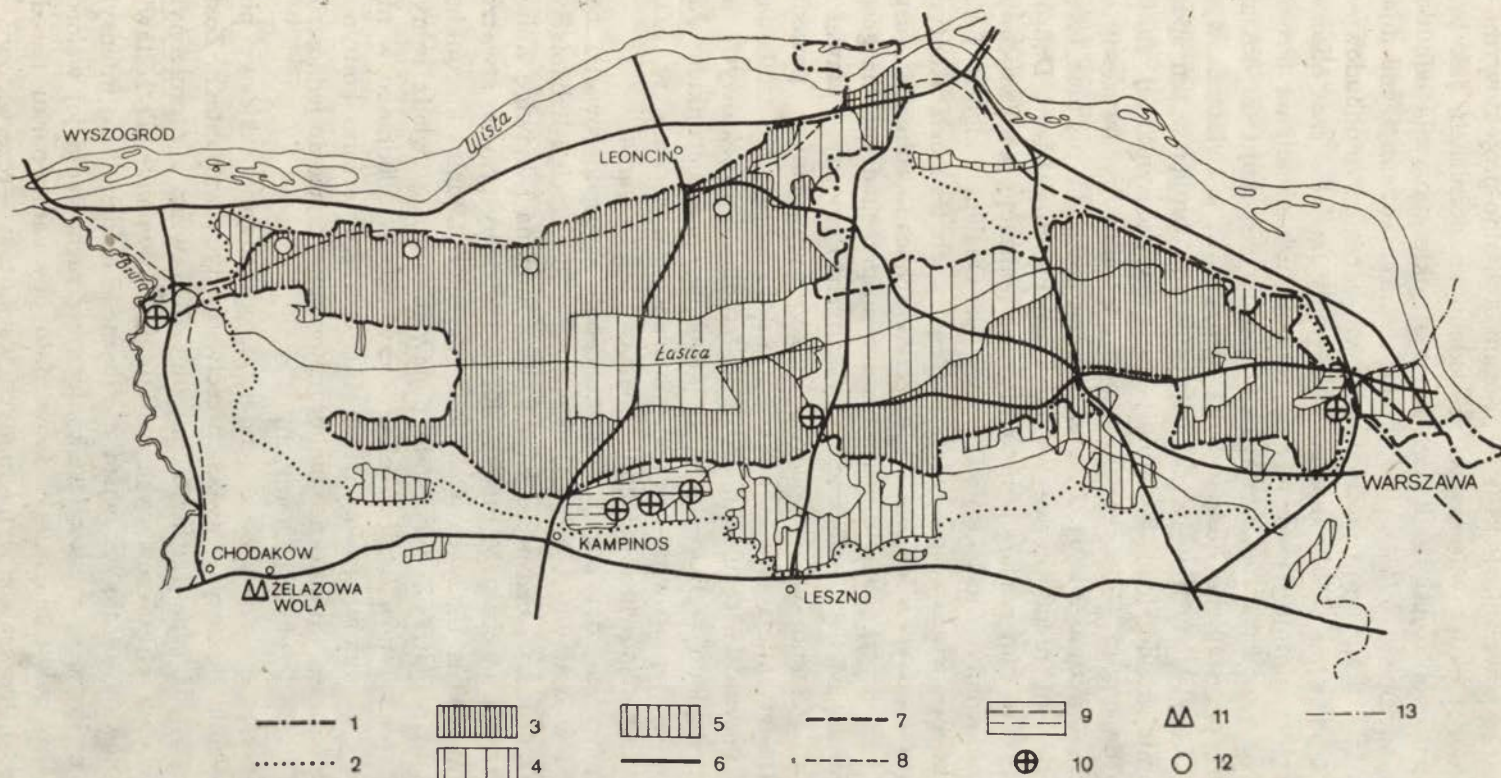 WYSZOGRÓD
Wisła
LEONCIN
Bzura
Łasica
WARSZAWA
KAMPINOS
CHODAKÓW
ŻELAZOWA
WOLA
LESZNO
1 3 5 7 9 11 13
2 4 6 8 10 12